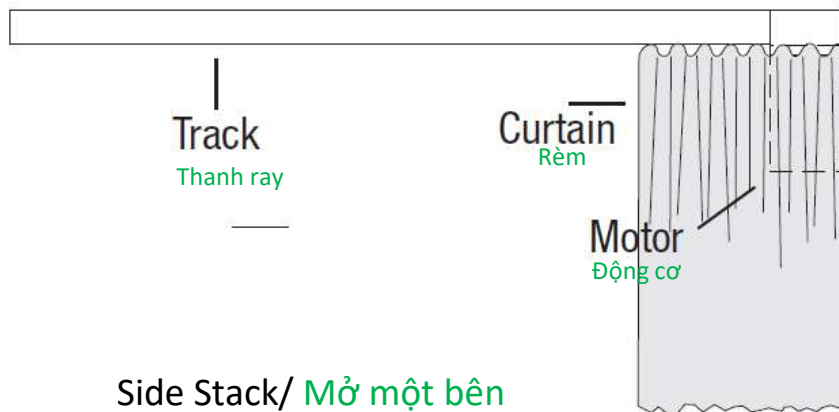 Track
Thanh ray
Curtain
Rèm
Motor
Động cơ
Side Stack/ Mở một bên